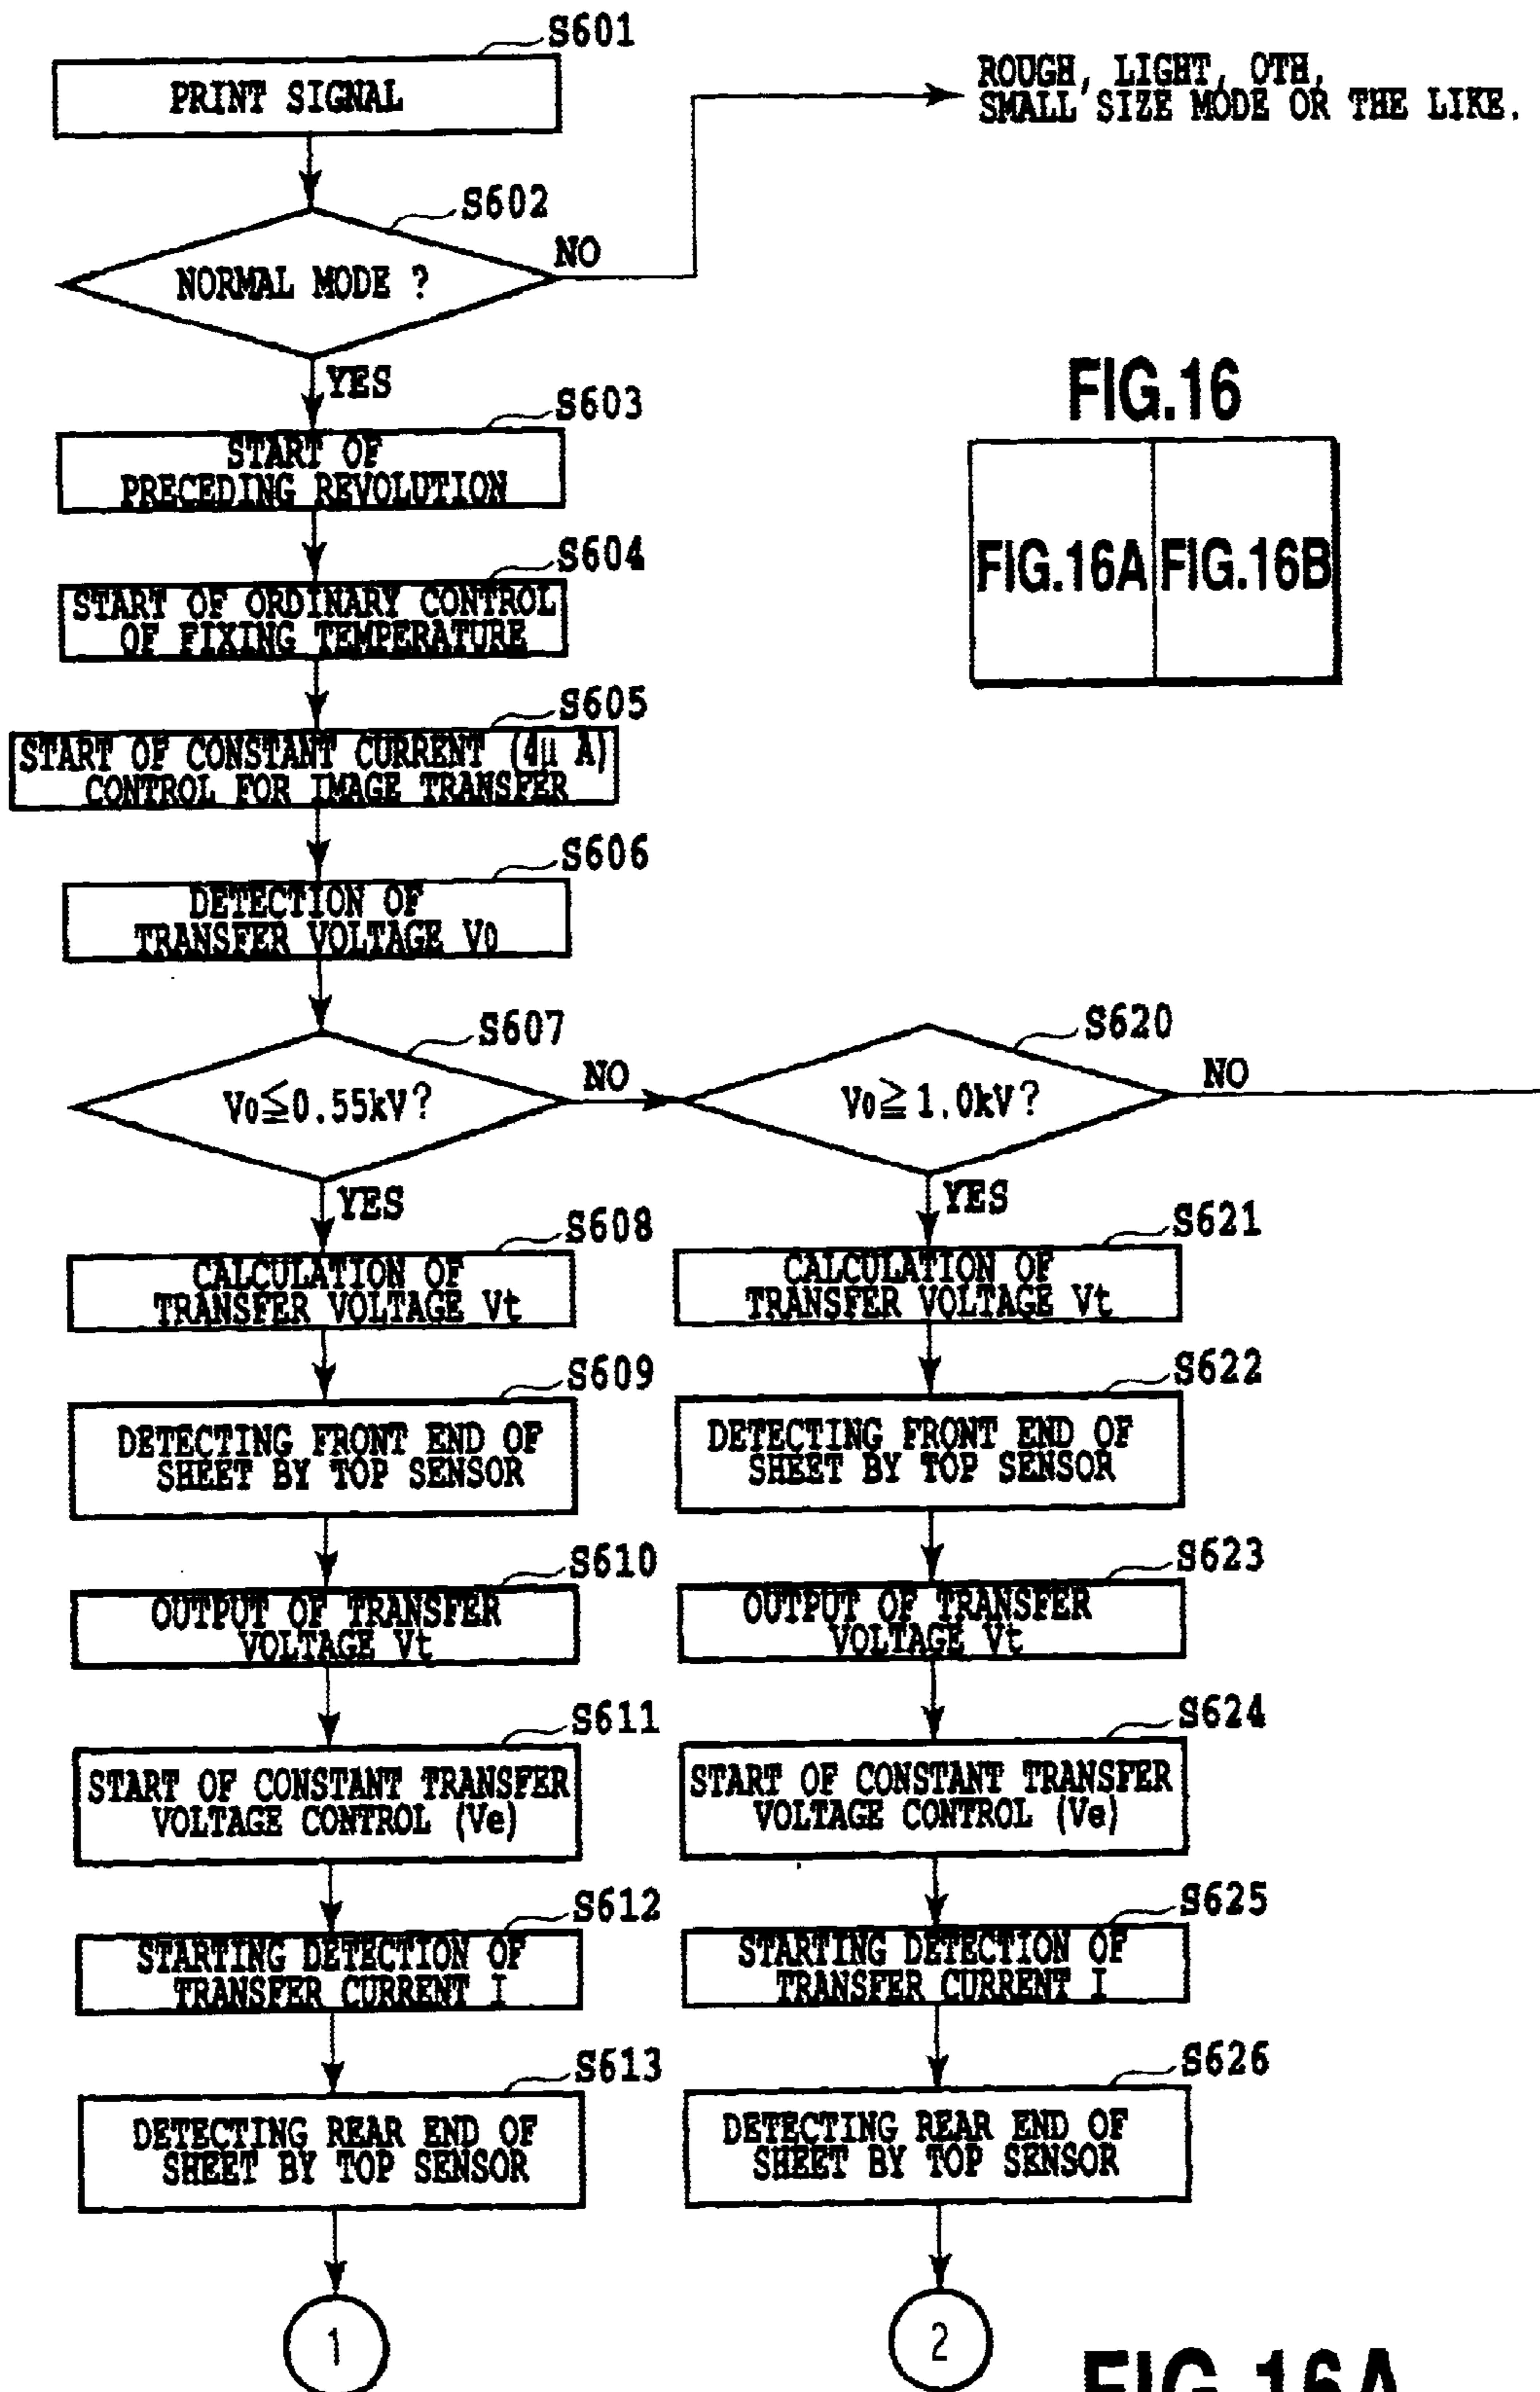 S601
PRINT SIGNAL
ROUGH, LIGHT, OTH,
SMALL SIZE MODE OR THE LIKE.
S602
NORMAL MODE ?
NO
YES
S603
START OF
PRECEDING REVOLUTION
FIG.16
FIG.16A
FIG.16B
S604
START OF ORDINARY CONTROL
OF FIXING TEMPERATURE
S605
START OF CONSTANT CURRENT (4μ A)
CONTROL FOR IMAGE TRANSFER
S606
DETECTION OF
TRANSFER VOLTAGE V0
S607
V0≦0.55kV?
NO
YES
S608
CALCULATION OF
TRANSFER VOLTAGE Vt
S609
DETECTING FRONT END OF
SHEET BY TOP SENSOR
S610
OUTPUT OF TRANSFER
VOLTAGE Vt
S611
START OF CONSTANT TRANSFER
VOLTAGE CONTROL (Ve)
S612
STARTING DETECTION OF
TRANSFER CURRENT I
S613
DETECTING REAR END OF
SHEET BY TOP SENSOR
1
S620
V0≧1.0kV?
NO
YES
S621
CALCULATION OF
TRANSFER VOLTAGE Vt
S622
DETECTING FRONT END OF
SHEET BY TOP SENSOR
S623
OUTPUT OF TRANSFER
VOLTAGE Vt
S624
START OF CONSTANT TRANSFER
VOLTAGE CONTROL (Ve)
S625
STARTING DETECTION OF
TRANSFER CURRENT I
S626
DETECTING REAR END OF
SHEET BY TOP SENSOR
2
FIG.16A